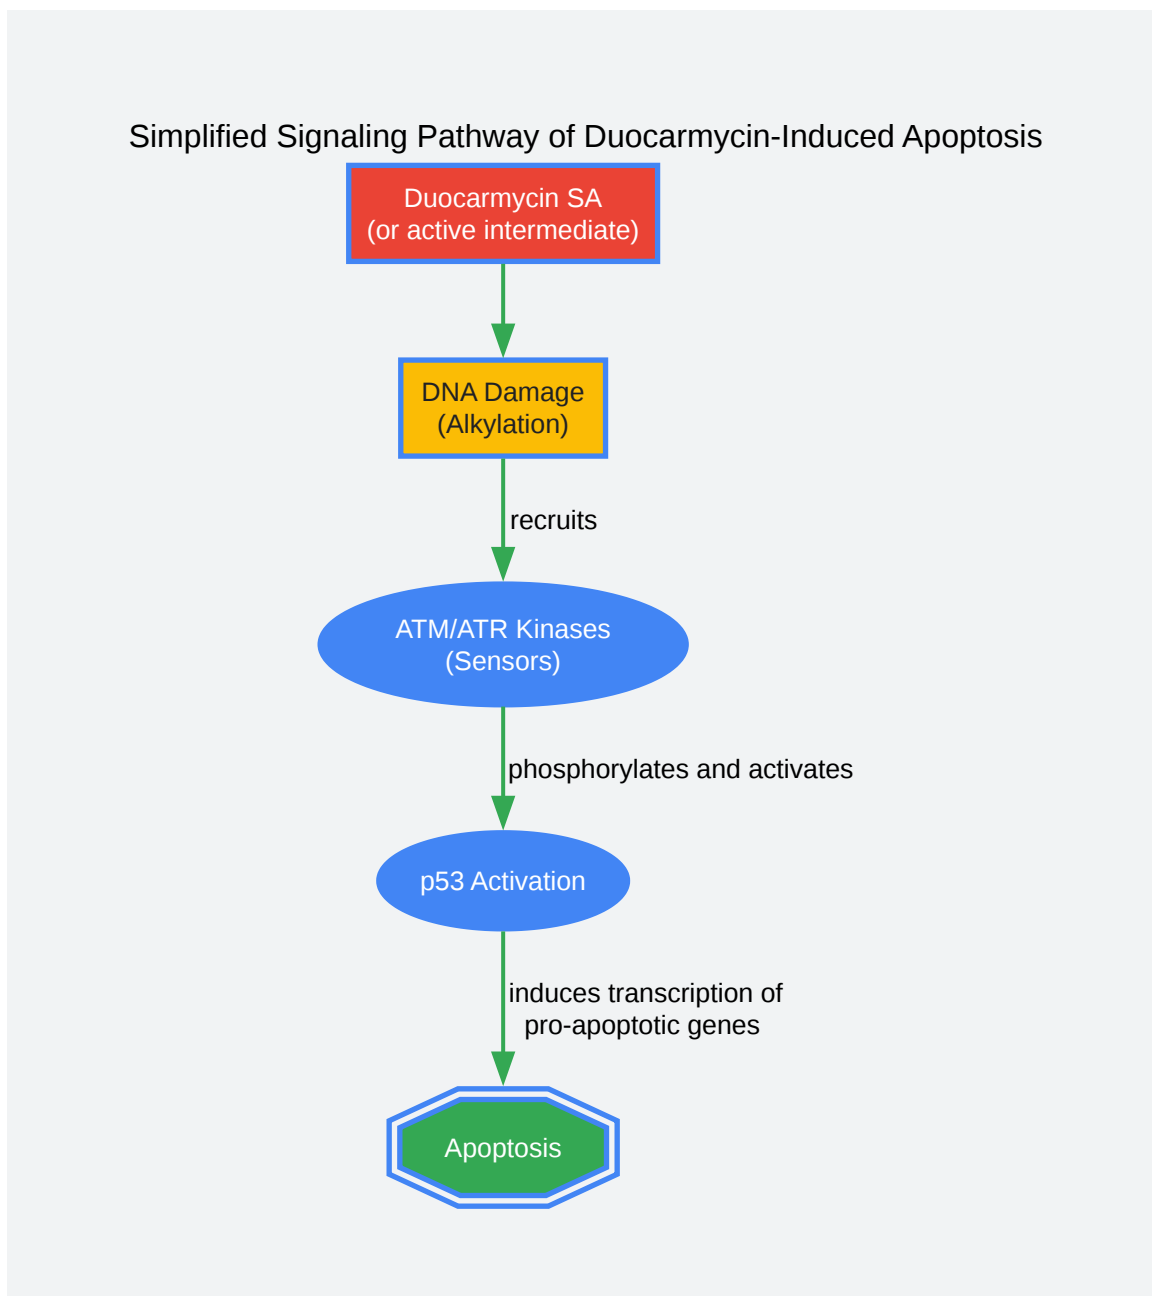 Simplified Signaling Pathway of Duocarmycin-Induced Apoptosis
Duocarmycin SA
(or active intermediate)
DNA Damage
(Alkylation)
recruits
ATM/ATR Kinases
(Sensors)
phosphorylates and activates
p53 Activation
induces transcription of
pro-apoptotic genes
Apoptosis